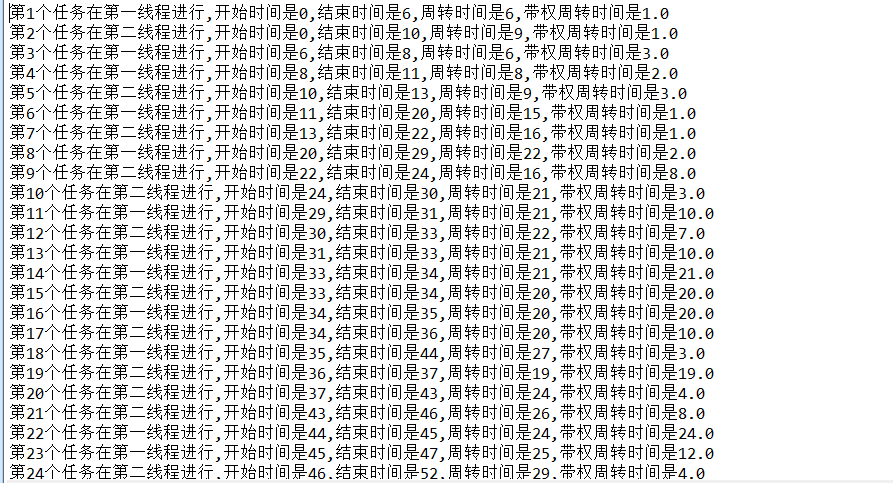 第1个任务在第一线程进行,开始时间是0,结束时间是6,周转时间是6,带权周转时间是1.0
第2个任务在第二线程进行,开始时间是0,结束时间是10,周转时间是9,带权周转时间是1.0
第3个任务在第一线程进行,开始时间是6,结束时间是8,周转时间是6,带权周转时间是3.0
第4个任务在第一线程进行,开始时间是8,结束时间是11,周转时间是8,带权周转时间是2.0
第5个任务在第二线程进行,开始时间是10,结束时间是13,周转时间是9,带权周转时间是3.0
第6个任务在第一线程进行,开始时间是11,结束时间是20,周转时间是15,带权周转时间是1.0
第7个任务在第二线程进行,开始时间是13,结束时间是22,周转时间是16,带权周转时间是1.0
第8个任务在第一线程进行,开始时间是20,结束时间是29,周转时间是22,带权周转时间是2.0
第9个任务在第二线程进行,开始时间是22,结束时间是24,周转时间是16,带权周转时间是8.0
第10个任务在第二线程进行,开始时间是24,结束时间是30,周转时间是21,带权周转时间是3.0
第11个任务在第一线程进行,开始时间是29,结束时间是31,周转时间是21,带权周转时间是10.0
第12个任务在第二线程进行,开始时间是30,结束时间是33,周转时间是22,带权周转时间是7.0
第13个任务在第一线程进行,开始时间是31,结束时间是33,周转时间是21,带权周转时间是10.0
第14个任务在第一线程进行,开始时间是33,结束时间是34,周转时间是21,带权周转时间是21.0
第15个任务在第二线程进行,开始时间是33,结束时间是34,周转时间是20,带权周转时间是20.0
第16个任务在第一线程进行,开始时间是34,结束时间是35,周转时间是20,带权周转时间是20.0
第17个任务在第二线程进行,开始时间是34,结束时间是36,周转时间是20,带权周转时间是10.0
第18个任务在第一线程进行,开始时间是35,结束时间是44,周转时间是27,带权周转时间是3.0
第19个任务在第二线程进行,开始时间是36,结束时间是37,周转时间是19,带权周转时间是19.0
第20个任务在第二线程进行,开始时间是37,结束时间是43,周转时间是24,带权周转时间是4.0
第21个任务在第二线程进行,开始时间是43,结束时间是46,周转时间是26,带权周转时间是8.0
第22个任务在第一线程进行,开始时间是44,结束时间是45,周转时间是24,带权周转时间是24.0
第23个任务在第一线程进行,开始时间是45,结束时间是47,周转时间是25,带权周转时间是12.0
第24个任务在第二线程进行,开始时间是46,结束时间是52,周转时间是29,带权周转时间是4.0